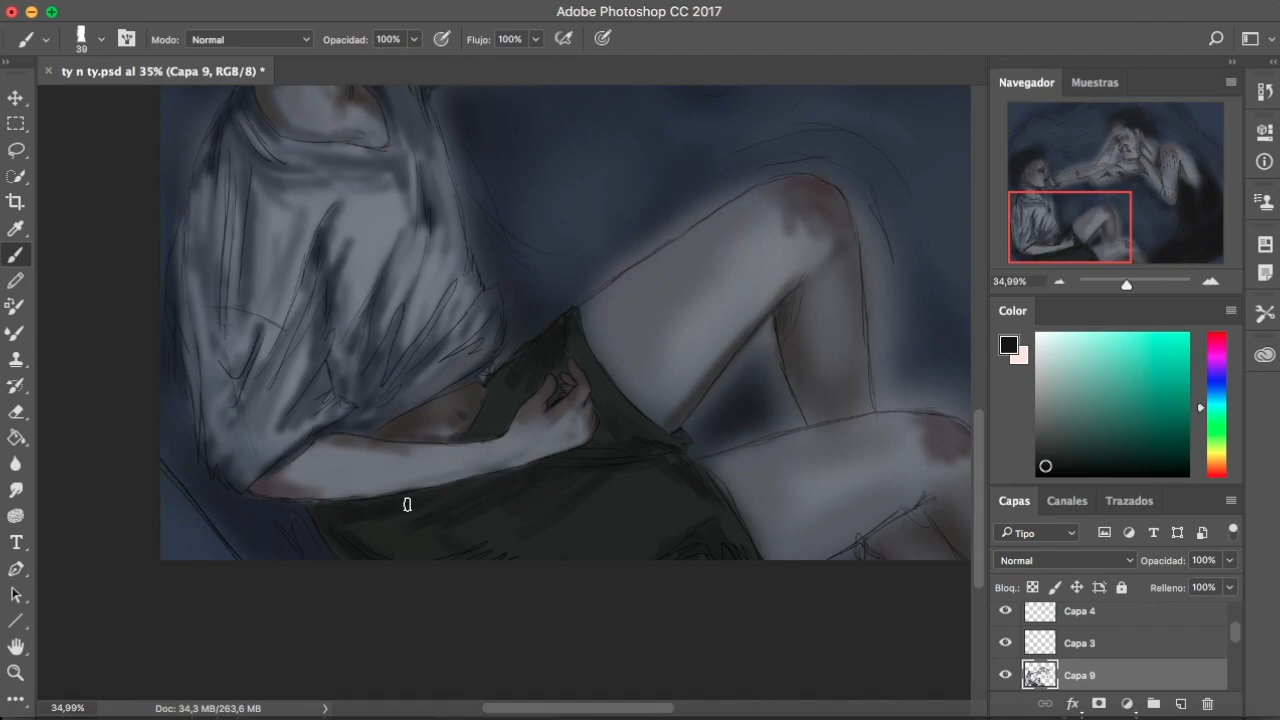 Adobe Photoshop CC 2017
39 Modo: Normal Opacidad: 100% Flujo: 100%
ty n ty.psd al 35% (Capa 9, RGB/8) *
Navegador Muestras
34,99%
Color
Capas Canales Trazados
Tipo
Normal Opacidad: 100%
Bloq.: Relleno: 100%
Capa 4
Capa 3
Capa 9
34,99% Doc: 34,3 MB/263,6 MB